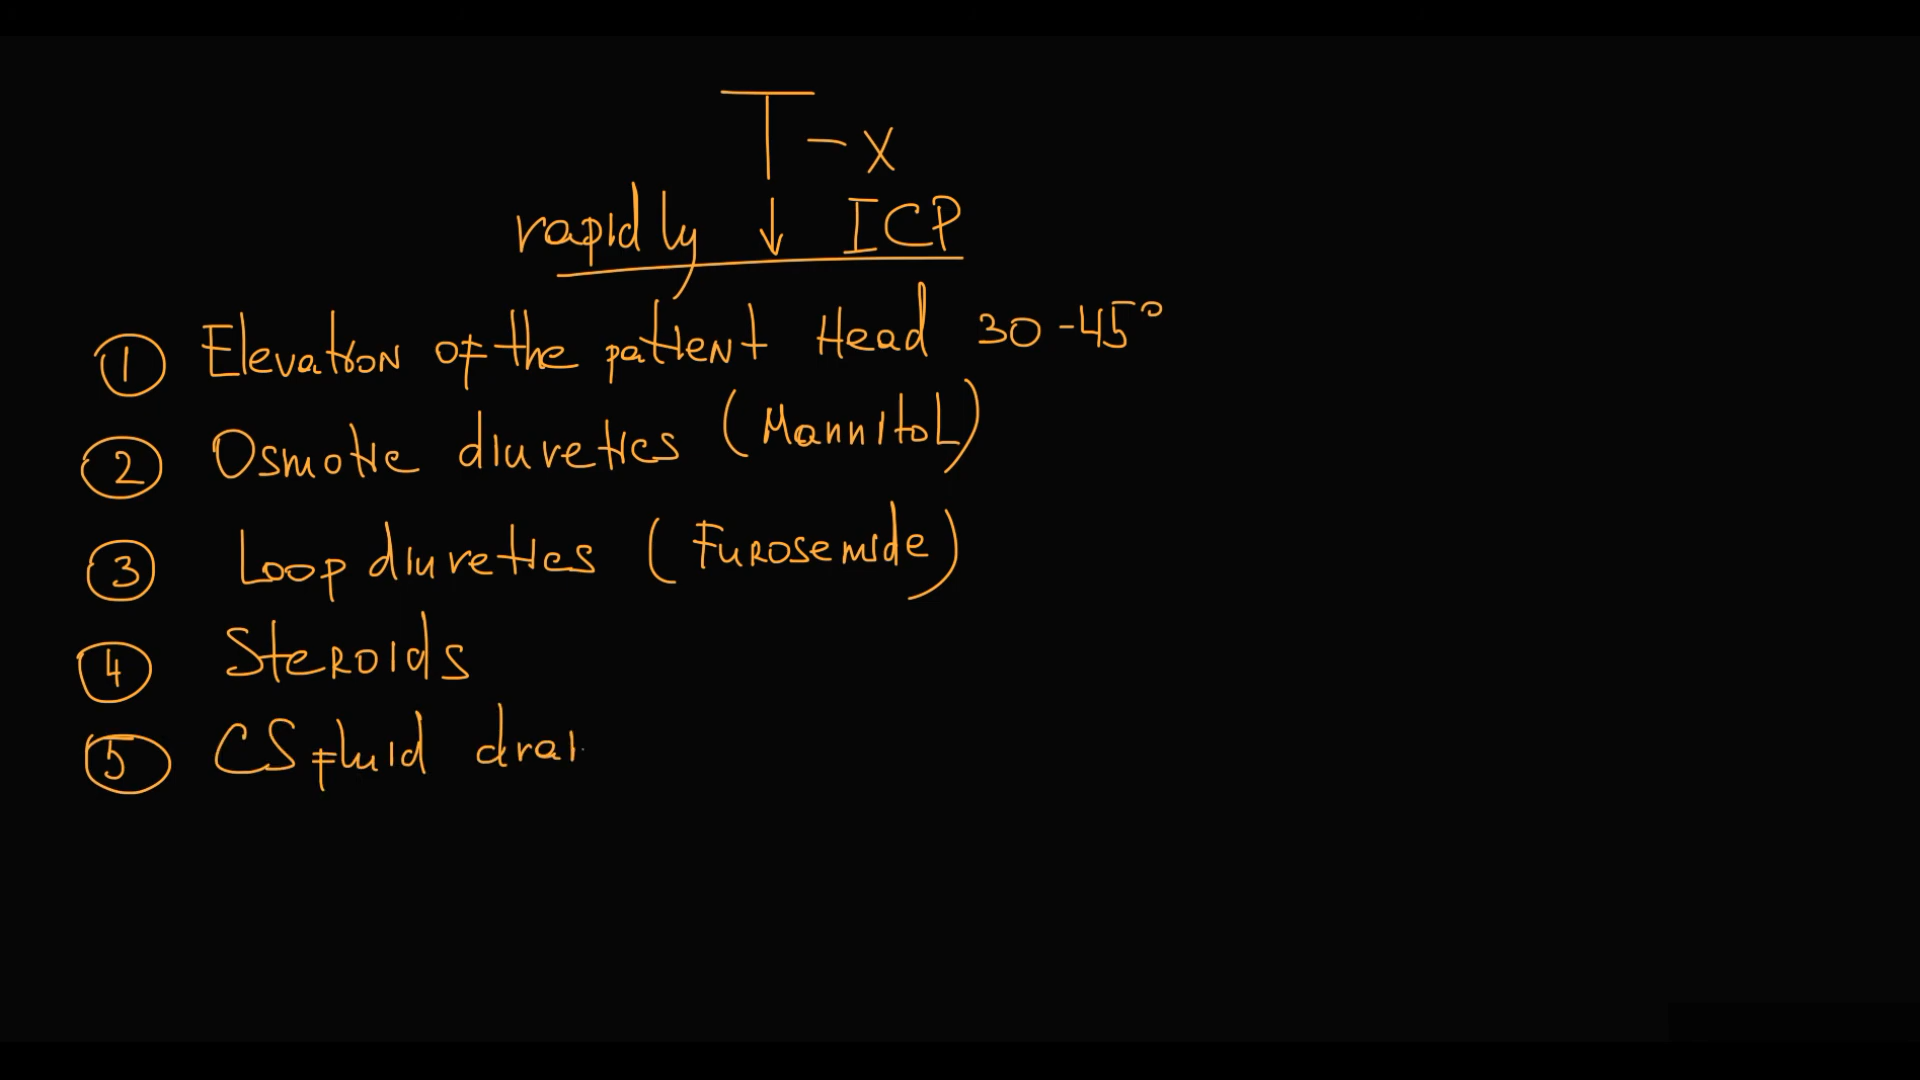 T-x
rapidly ↓ ICP
① Elevation of the patient Head 30-45°
② Osmotic diuretics (Mannitol)
③ Loop diuretics (Furosemide)
④ Steroids
⑤ CS fluid drai